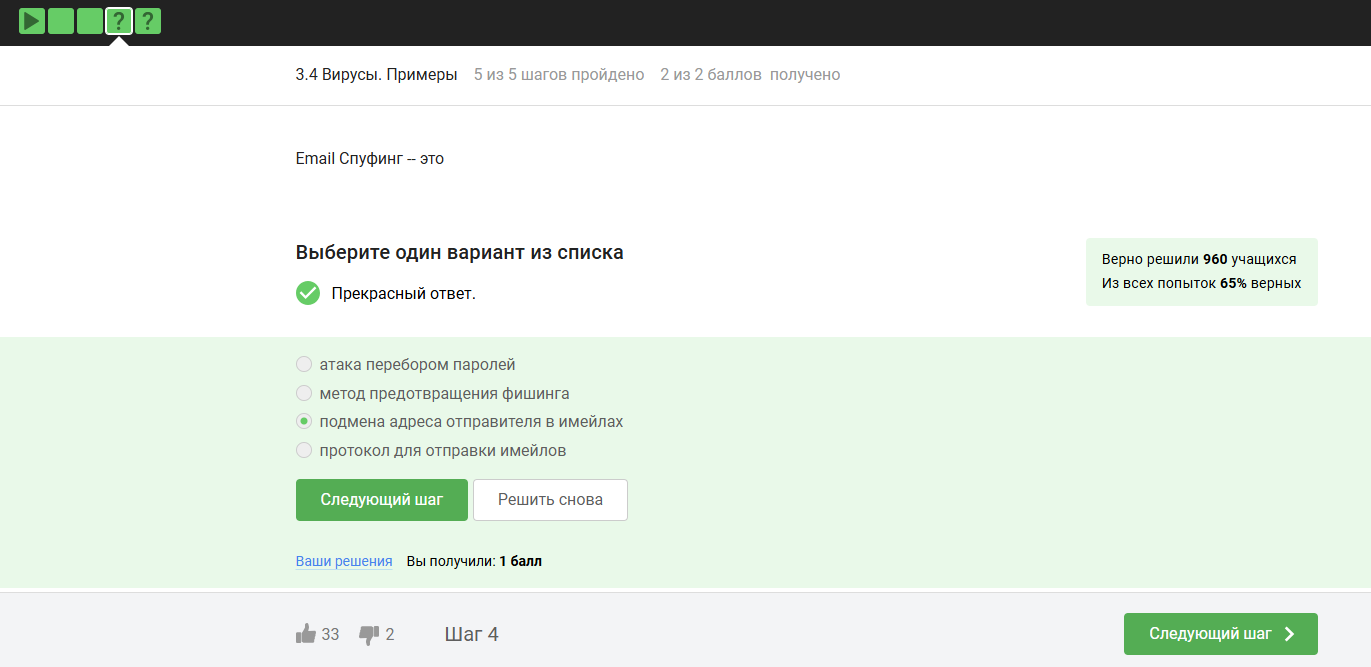 ? ?
3.4 Вирусы. Примеры 5 из 5 шагов пройдено 2 из 2 баллов получено
Email Спуфинг -- это
Выберите один вариант из списка
Прекрасный ответ.
Верно решили 960 учащихся
Из всех попыток 65% верных
атака перебором паролей
метод предотвращения фишинга
подмена адреса отправителя в имейлах
протокол для отправки имейлов
Следующий шаг Решить снова
Ваши решения Вы получили: 1 балл
33 2 Шаг 4 Следующий шаг